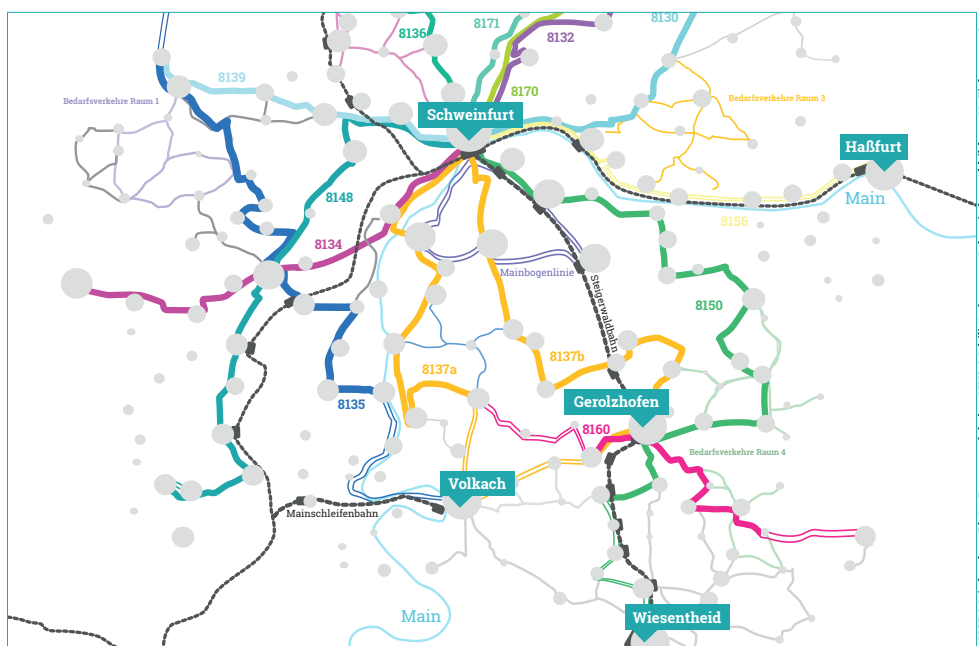 8130
8171
8136
8132
8139
8170
Bedarfsverkehre Raum 1
Bedarfsverkehre Raum 3
Schweinfurt
Haßfurt
8148
Main
8156
8134
Mainbogenlinie
Steigerwaldbahn
8150
8137b
8137a
8135
Gerolzhofen
8160
Bedarfsverkehre Raum 4
Volkach
Mainschleifenbahn
Main
Wiesentheid